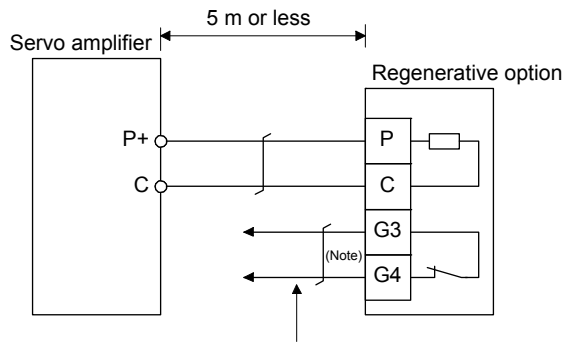 5 m or less
Servo amplifier
Regenerative option
P+
P
C
C
G3
(Note)
G4